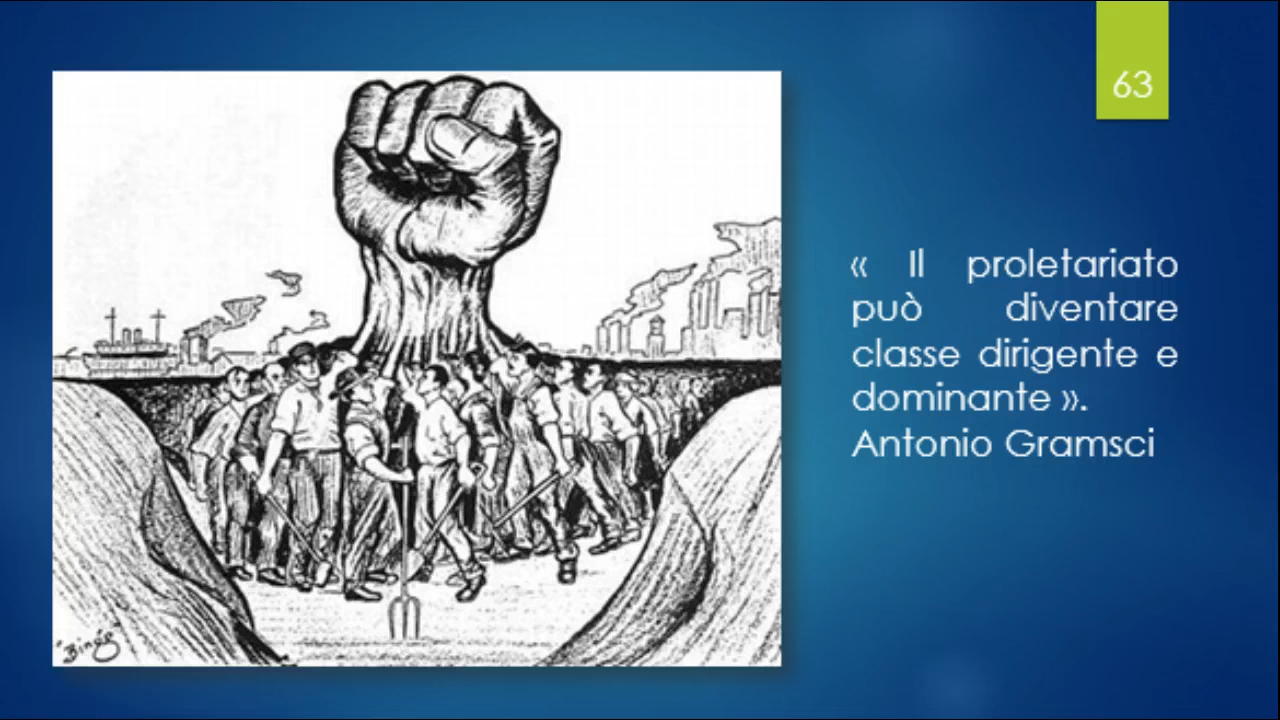 63
« Il proletariato
può diventare
classe dirigente e
dominante ».
Antonio Gramsci